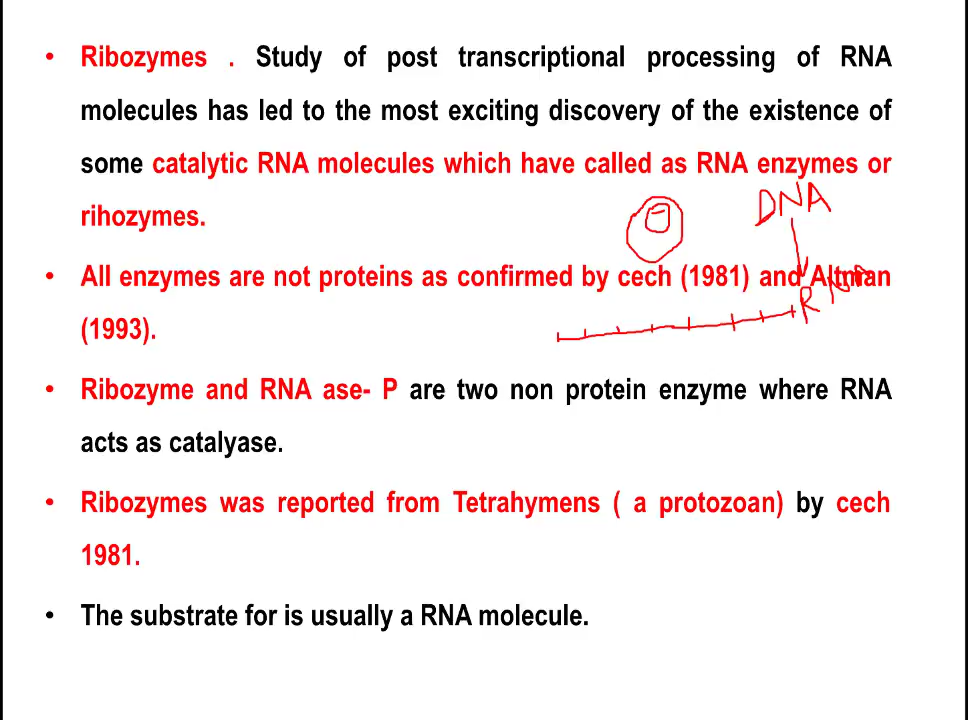 • Ribozymes . Study of post transcriptional processing of RNA
molecules has led to the most exciting discovery of the existence of
some catalytic RNA molecules which have called as RNA enzymes or
rihozymes.
DNA
• All enzymes are not proteins as confirmed by cech (1981) and Altman
RNA
(1993).
• Ribozyme and RNA ase- P are two non protein enzyme where RNA
acts as catalyase.
• Ribozymes was reported from Tetrahymens ( a protozoan) by cech
1981.
• The substrate for is usually a RNA molecule.